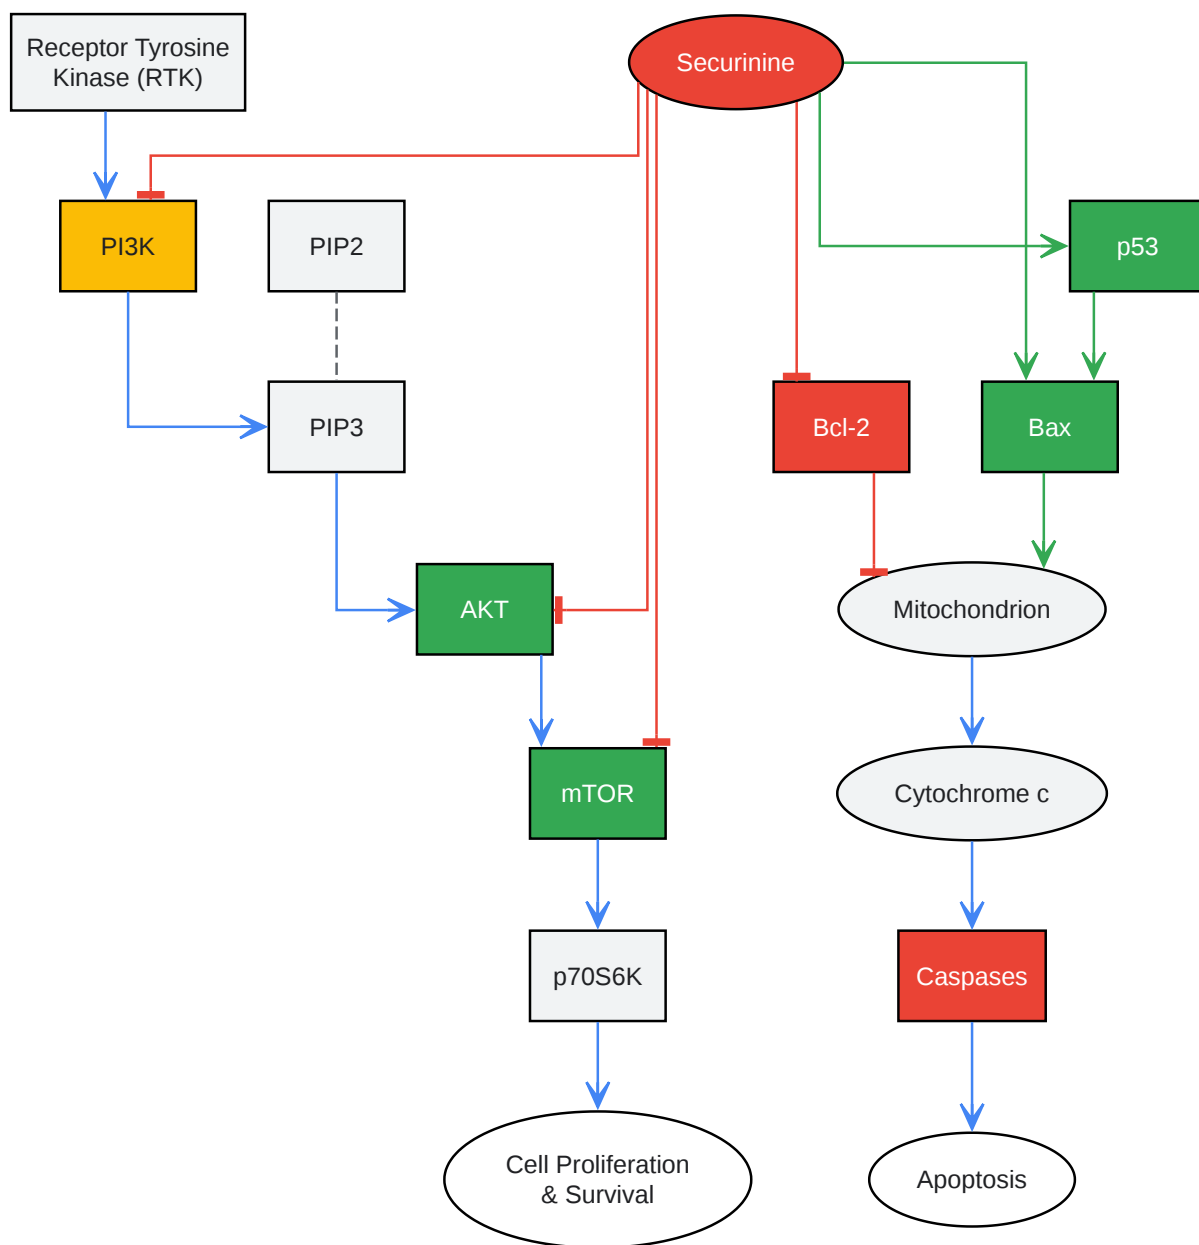 Receptor Tyrosine
Kinase (RTK)
Securinine
PI3K
PIP2
p53
PIP3
Bcl-2
Bax
AKT
Mitochondrion
mTOR
Cytochrome c
p70S6K
Caspases
Cell Proliferation
& Survival
Apoptosis